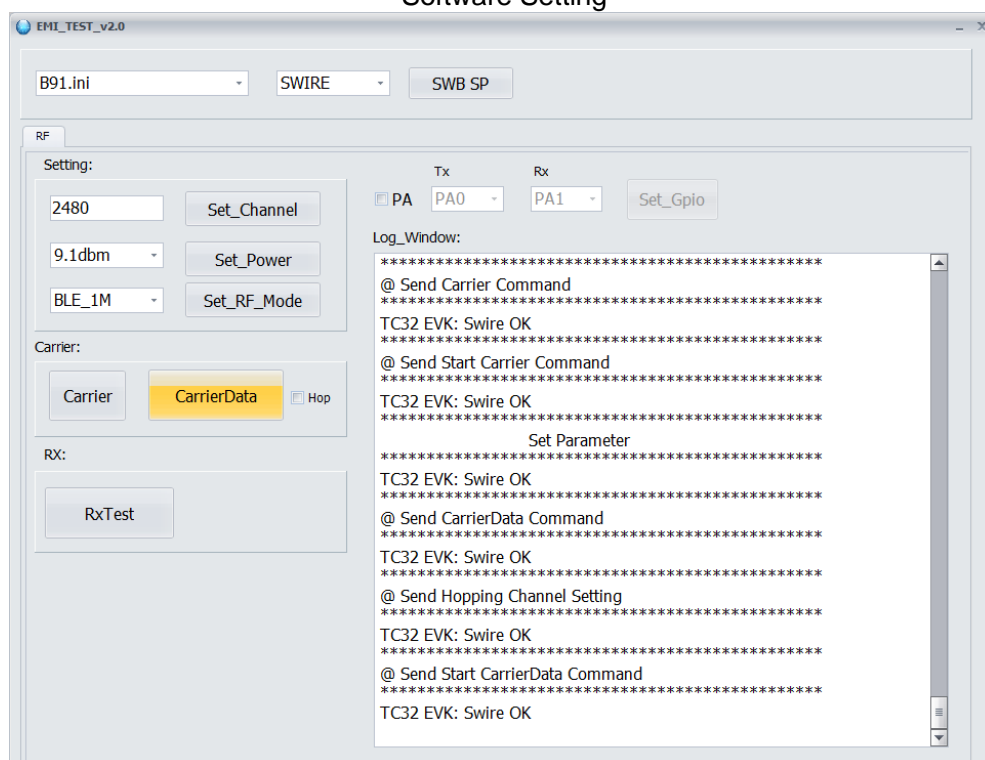 Software Setting
EMI_TEST_v2.0
B91.ini SWIRE SWB SP
RF
Setting:
2480 Set_Channel
9.1dbm Set_Power
BLE_1M Set_RF_Mode
Carrier:
Carrier CarrierData Hop
RX:
RxTest
Tx Rx
PA PA0 PA1 Set_Gpio
Log_Window:
************************************************
@ Send Carrier Command
************************************************
TC32 EVK: Swire OK
************************************************
@ Send Start Carrier Command
************************************************
TC32 EVK: Swire OK
************************************************
Set Parameter
************************************************
TC32 EVK: Swire OK
************************************************
@ Send CarrierData Command
************************************************
TC32 EVK: Swire OK
************************************************
@ Send Hopping Channel Setting
************************************************
TC32 EVK: Swire OK
************************************************
@ Send Start CarrierData Command
************************************************
TC32 EVK: Swire OK